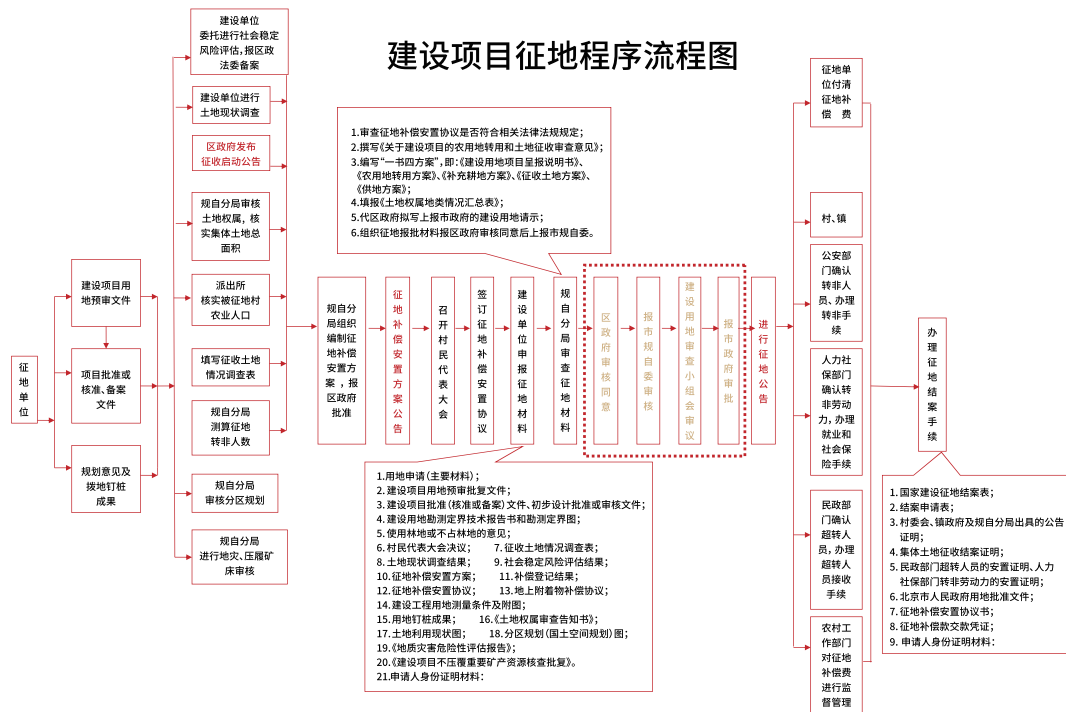 建设项目征地程序流程图
征
地
单
位
建设项目用
地预审文件
项目批准或
核准、备案
文件
规划意见及
拨地钉桩
成果
建设单位
委托进行社会稳定
风险评估，报区政
法委备案
建设单位进行
土地现状调查
区政府发布
征收启动公告
规自分局审核
土地权属，核
实集体土地总
面积
派出所
核实被征地村
农业人口
填写征收土地
情况调查表
规自分局
测算征地
转非人数
规自分局
审核分区规划
规自分局
进行地灾、压履矿
床审核
1.审查征地补偿安置协议是否符合相关法律法规规定；
2.撰写《关于建设项目的农用地转用和土地征收审查意见》；
3.编写“一书四方案”，即：《建设用地项目呈报说明书》、
《农用地转用方案》、《补充耕地方案》、《征收土地方案》、
《供地方案》；
4.填报《土地权属地类情况汇总表》；
5.代区政府拟写上报市政府的建设用地请示；
6.组织征地报批材料报区政府审核同意后上报市规自委。
规自分
局组织
编制征
地补偿
安置方
案，报
区政府
批准
征
地
补
偿
安
置
方
案
公
告
召
开
村
民
代
表
大
会
签
订
征
地
补
偿
安
置
协
议
建
设
单
位
申
报
征
地
材
料
规
自
分
局
审
查
征
地
材
料
区
政
府
审
核
同
意
报
市
规
自
委
审
核
建
设
用
地
审
查
小
组
会
审
议
报
市
政
府
审
批
进
行
征
地
公
告
1.用地申请（主要材料）；
2.建设项目用地预审批复文件；
3.建设项目批准（核准或备案）文件、初步设计批准或审核文件；
4.建设用地勘测定界技术报告书和勘测定界图；
5.使用林地或不占林地的意见；
6.村民代表大会决议； 7.征收土地情况调查表；
8.土地现状调查结果； 9.社会稳定风险评估结果；
10.征地补偿安置方案； 11.补偿登记结果；
12.征地补偿安置协议； 13.地上附着物补偿协议；
14.建设工程用地测量条件及附图；
15.用地钉桩成果； 16.《土地权属审查告知书》；
17.土地利用现状图； 18.分区规划（国土空间规划）图；
19.《地质灾害危险性评估报告》；
20.《建设项目不压覆重要矿产资源核查批复》。
21.申请人身份证明材料：
征地单
位付清
征地补
偿 费
村、镇
公安部
门确认
转非人
员、办理
转非手
续
人力社
保部门
确认转
非劳动
力，办理
就业和
社会保
险手续
民政部
门确认
超转人
员，办理
超转人
员接收
手续
农村工
作部门
对征地
补偿费
进行监
督管理
办
理
征
地
结
案
手
续
1.国家建设征地结案表；
2.结案申请表；
3.村委会、镇政府及规自分局出具的公告
证明；
4.集体土地征收结案证明；
5.民政部门超转人员的安置证明、人力
社保部门转非劳动力的安置证明；
6.北京市人民政府用地批准文件；
7.征地补偿安置协议书；
8.征地补偿款交款凭证；
9. 申请人身份证明材料：